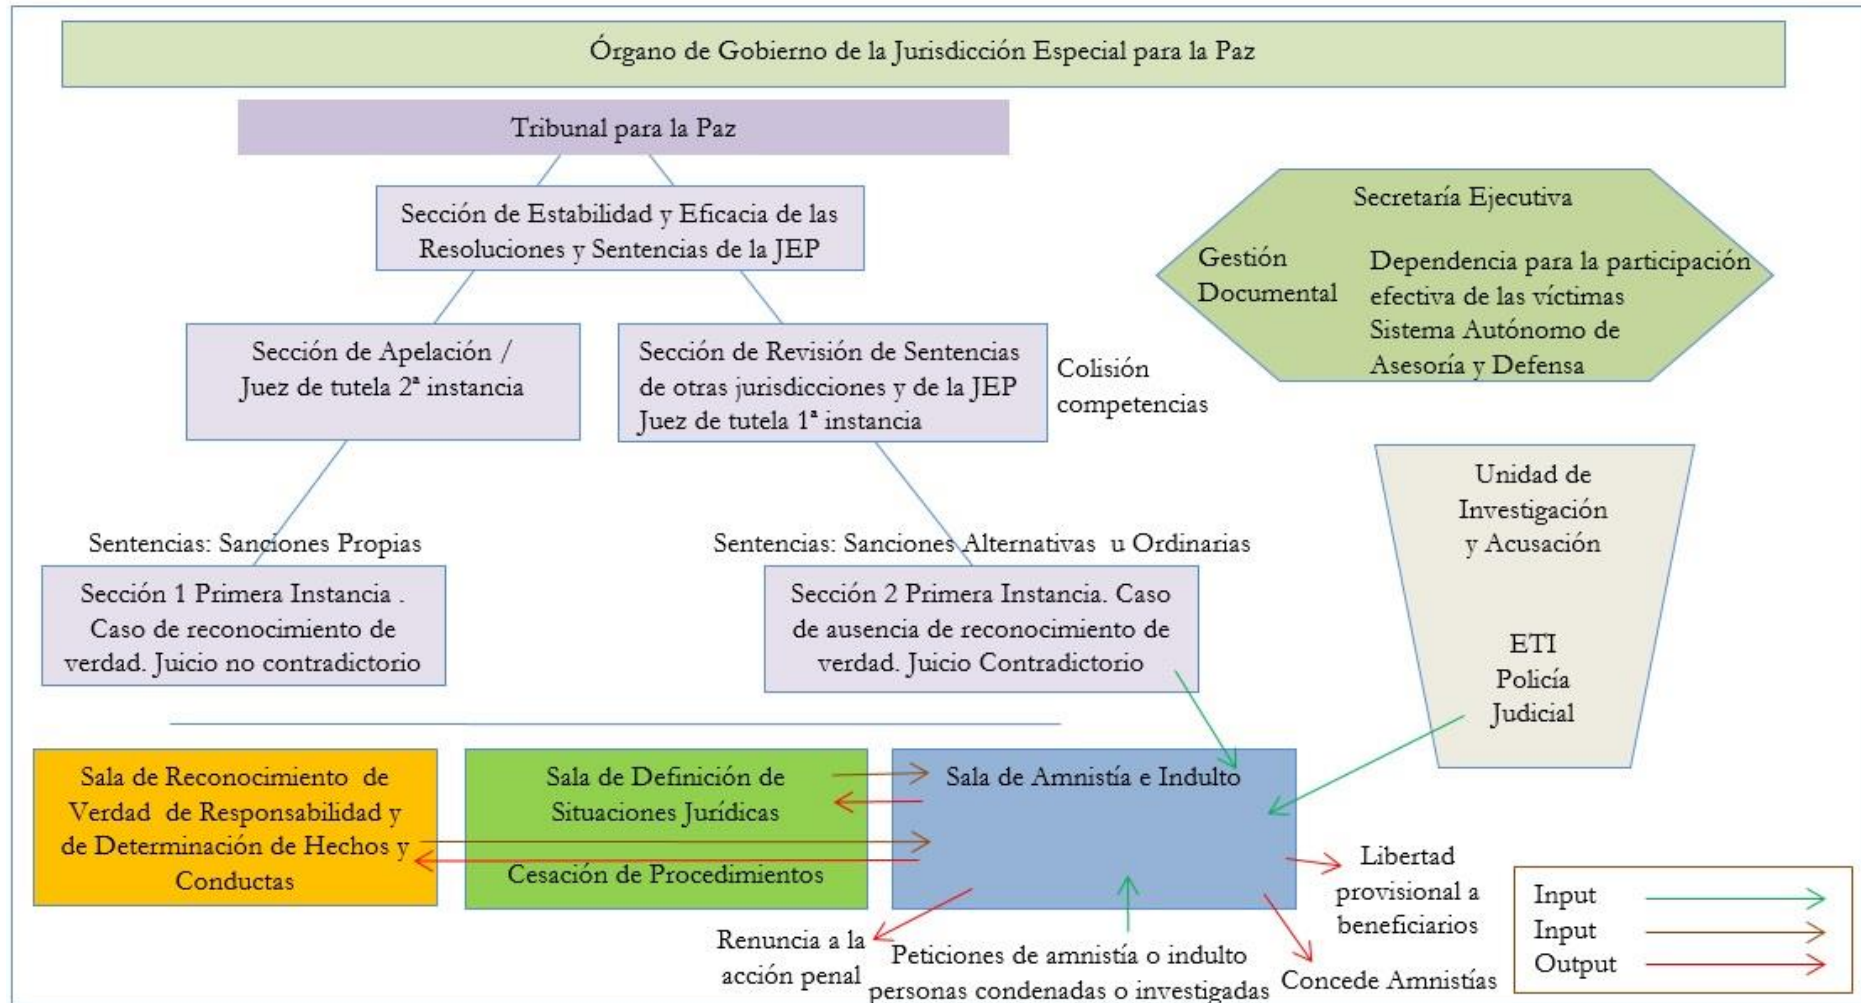 Órgano de Gobierno de la Jurisdicción Especial para la Paz
Tribunal para la Paz
Sección de Estabilidad y Eficacia de las
Resoluciones y Sentencias de la JEP
Secretaría Ejecutiva
Gestión
Documental
Dependencia para la participación
efectiva de las víctimas
Sistema Autónomo de
Asesoría y Defensa
Sección de Apelación /
Juez de tutela 2ª instancia
Sección de Revisión de Sentencias
de otras jurisdicciones y de la JEP
Juez de tutela 1ª instancia
Colisión
competencias
Unidad de
Investigación
y Acusación
ETI
Policía
Judicial
Sentencias: Sanciones Propias
Sección 1 Primera Instancia .
Caso de reconocimiento de
verdad. Juicio no contradictorio
Sentencias: Sanciones Alternativas u Ordinarias
Sección 2 Primera Instancia. Caso
de ausencia de reconocimiento de
verdad. Juicio Contradictorio
Sala de Reconocimiento de
Verdad de Responsabilidad y
de Determinación de Hechos y
Conductas
Sala de Definición de
Situaciones Jurídicas
Cesación de Procedimientos
Sala de Amnistía e Indulto
Renuncia a la
acción penal
Peticiones de amnistía o indulto
personas condenadas o investigadas
Concede Amnistías
Libertad
provisional a
beneficiarios
Input
Input
Output